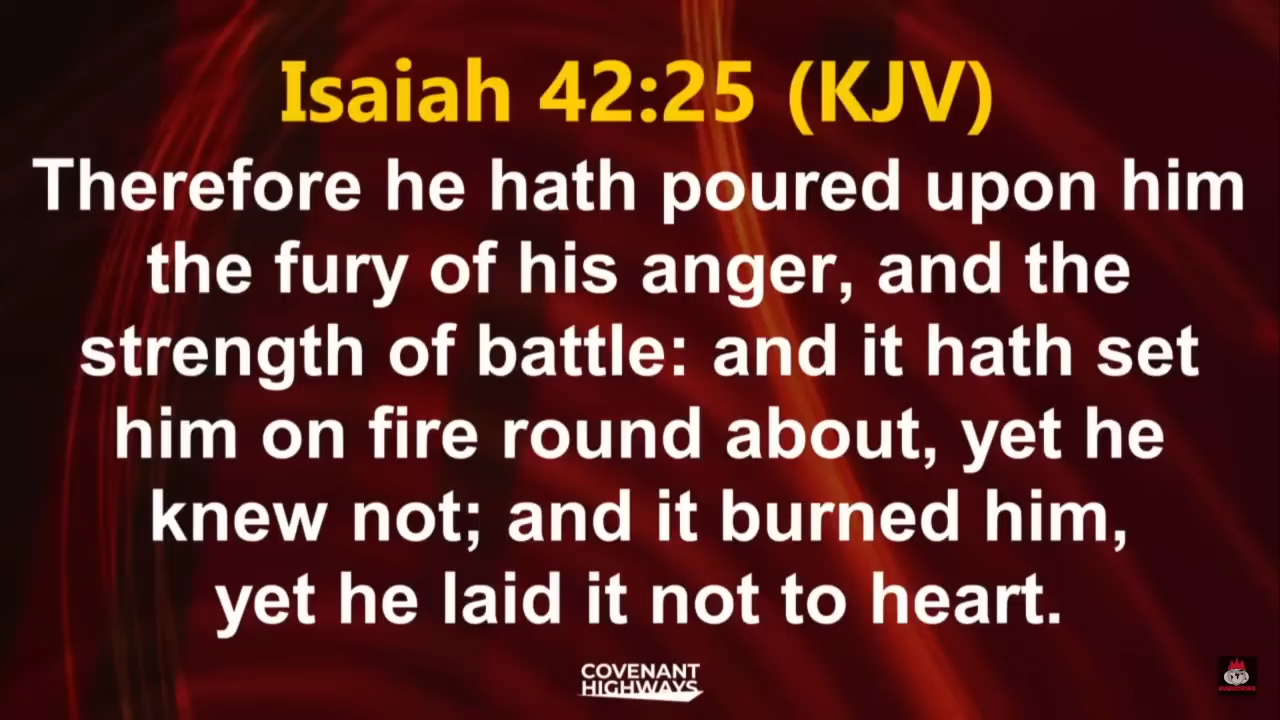 Isaiah 42:25 (KJV)
Therefore he hath poured upon him
the fury of his anger, and the
strength of battle: and it hath set
him on fire round about, yet he
knew not; and it burned him,
yet he laid it not to heart.
COVENANT
HIGHWAYS